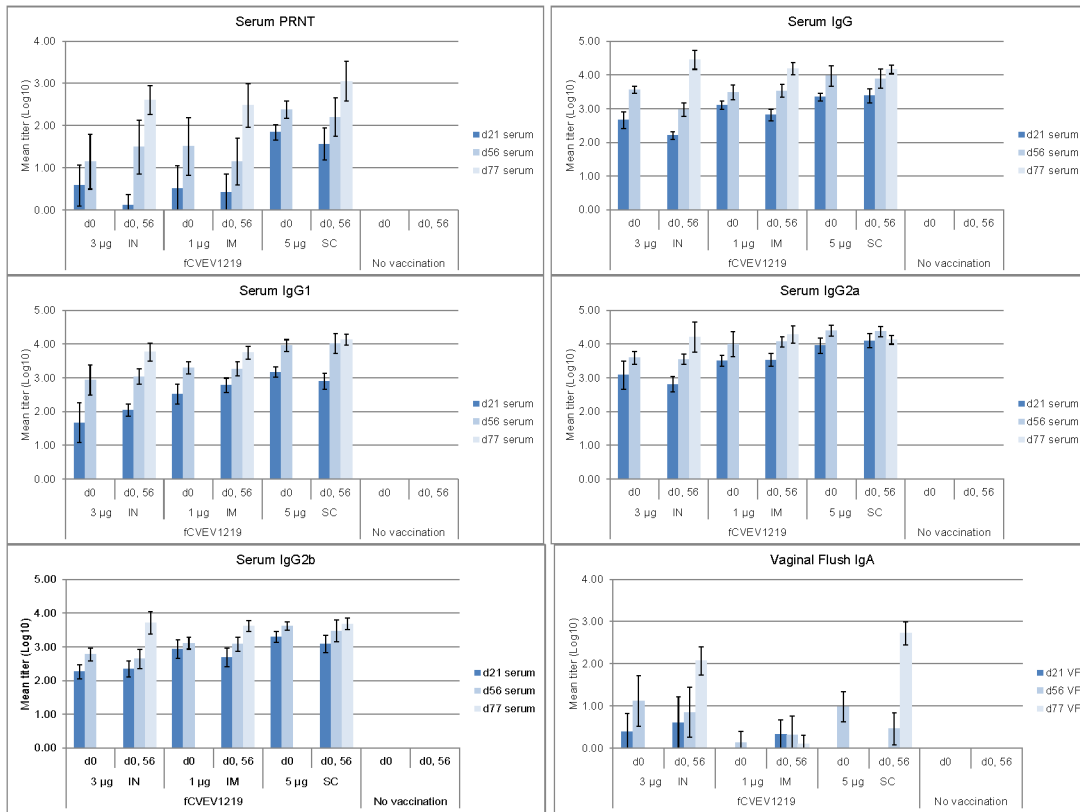 Serum PRNT
4.00
3.00
2.00
1.00
0.00
Mean titer (Log10)
d21 serum
d56 serum
d77 serum
d0 d0, 56 d0 d0, 56 d0 d0, 56 d0 d0, 56
3 µg IN 1 µg IM 5 µg SC
fCVEV1219 No vaccination
Serum IgG
5.00
4.00
3.00
2.00
1.00
0.00
Mean titer (Log10)
d21 serum
d56 serum
d77 serum
d0 d0, 56 d0 d0, 56 d0 d0, 56 d0 d0, 56
3 µg IN 1 µg IM 5 µg SC
fCVEV1219 No vaccination
Serum IgG1
5.00
4.00
3.00
2.00
1.00
0.00
Mean titer (Log10)
d21 serum
d56 serum
d77 serum
d0 d0, 56 d0 d0, 56 d0 d0, 56 d0 d0, 56
3 µg IN 1 µg IM 5 µg SC
fCVEV1219 No vaccination
Serum IgG2a
5.00
4.00
3.00
2.00
1.00
0.00
Mean titer (Log10)
d21 serum
d56 serum
d77 serum
d0 d0, 56 d0 d0, 56 d0 d0, 56 d0 d0, 56
3 µg IN 1 µg IM 5 µg SC
fCVEV1219 No vaccination
Serum IgG2b
5.00
4.00
3.00
2.00
1.00
0.00
Mean titer (Log10)
d21 serum
d56 serum
d77 serum
d0 d0, 56 d0 d0, 56 d0 d0, 56 d0 d0, 56
3 µg IN 1 µg IM 5 µg SC
fCVEV1219 No vaccination
Vaginal Flush IgA
4.00
3.00
2.00
1.00
0.00
Mean titer (Log10)
d21 VF
d56 VF
d77 VF
d0 d0, 56 d0 d0, 56 d0 d0, 56 d0 d0, 56
3 µg IN 1 µg IM 5 µg SC
fCVEV1219 No vaccination